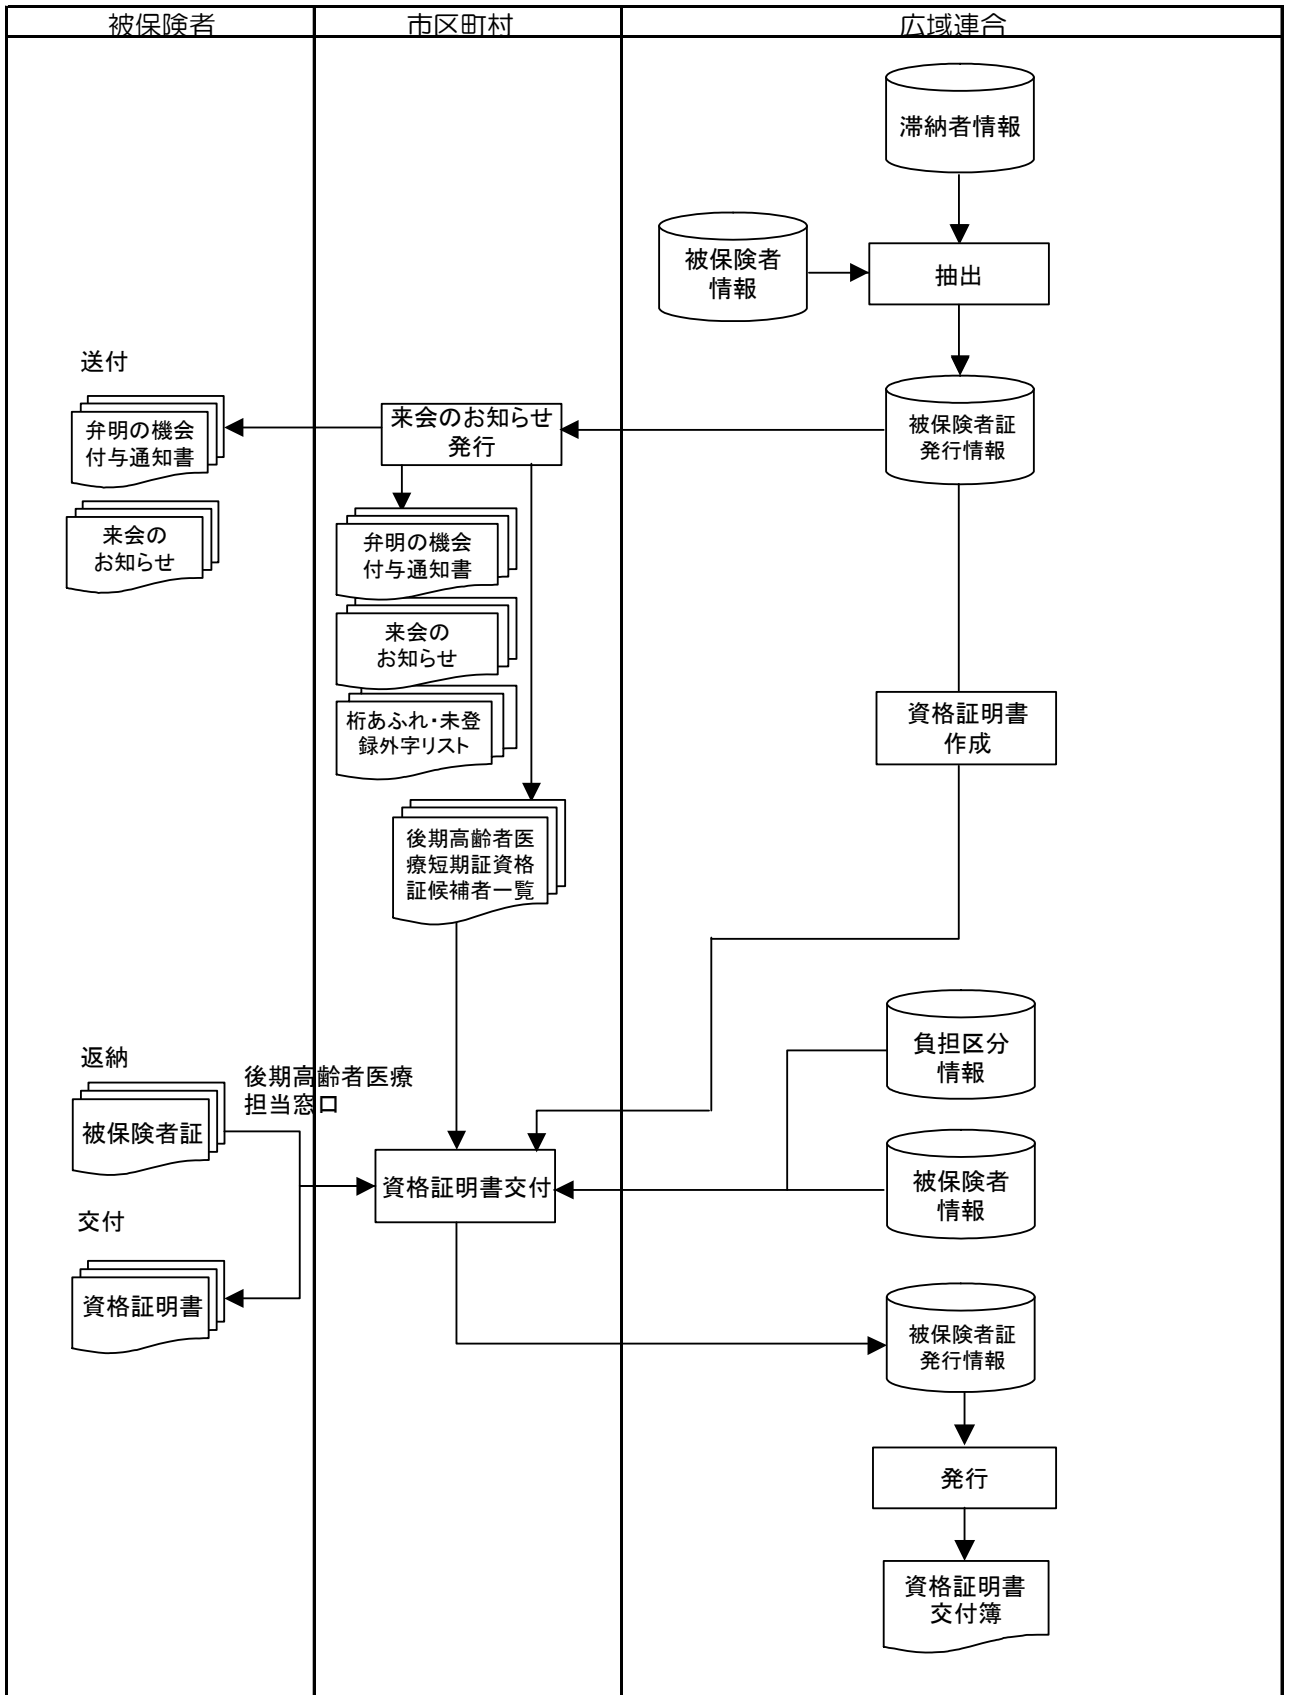 被保険者
市区町村
広域連合
滞納者情報
被保険者
情報
抽出
送付
弁明の機会
付与通知書
来会のお知らせ
発行
被保険者証
発行情報
来会の
お知らせ
弁明の機会
付与通知書
来会の
お知らせ
桁あふれ・未登
録外字リスト
資格証明書
作成
後期高齢者医
療短期証資格
証候補者一覧
負担区分
情報
返納
後期高齢者医療
担当窓口
被保険者証
資格証明書交付
被保険者
情報
交付
資格証明書
被保険者証
発行情報
発行
資格証明書
交付簿